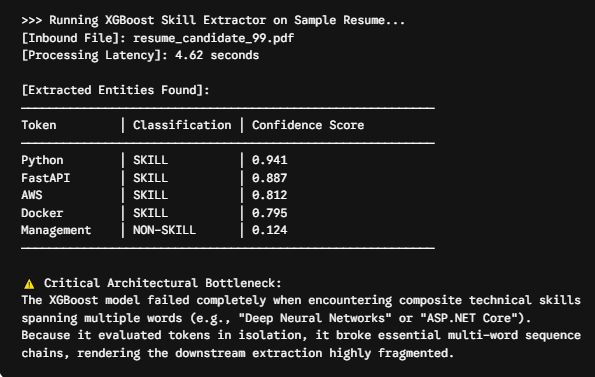 >>> Running XGBoost Skill Extractor on Sample Resume...
[Inbound File]: resume_candidate_99.pdf
[Processing Latency]: 4.62 seconds
[Extracted Entities Found]:
Token | Classification | Confidence Score
Python | SKILL | 0.941
FastAPI | SKILL | 0.887
AWS | SKILL | 0.812
Docker | SKILL | 0.795
Management | NON-SKILL | 0.124
⚠️ Critical Architectural Bottleneck:
The XGBoost model failed completely when encountering composite technical skills
spanning multiple words (e.g., "Deep Neural Networks" or "ASP.NET Core").
Because it evaluated tokens in isolation, it broke essential multi-word sequence
chains, rendering the downstream extraction highly fragmented.